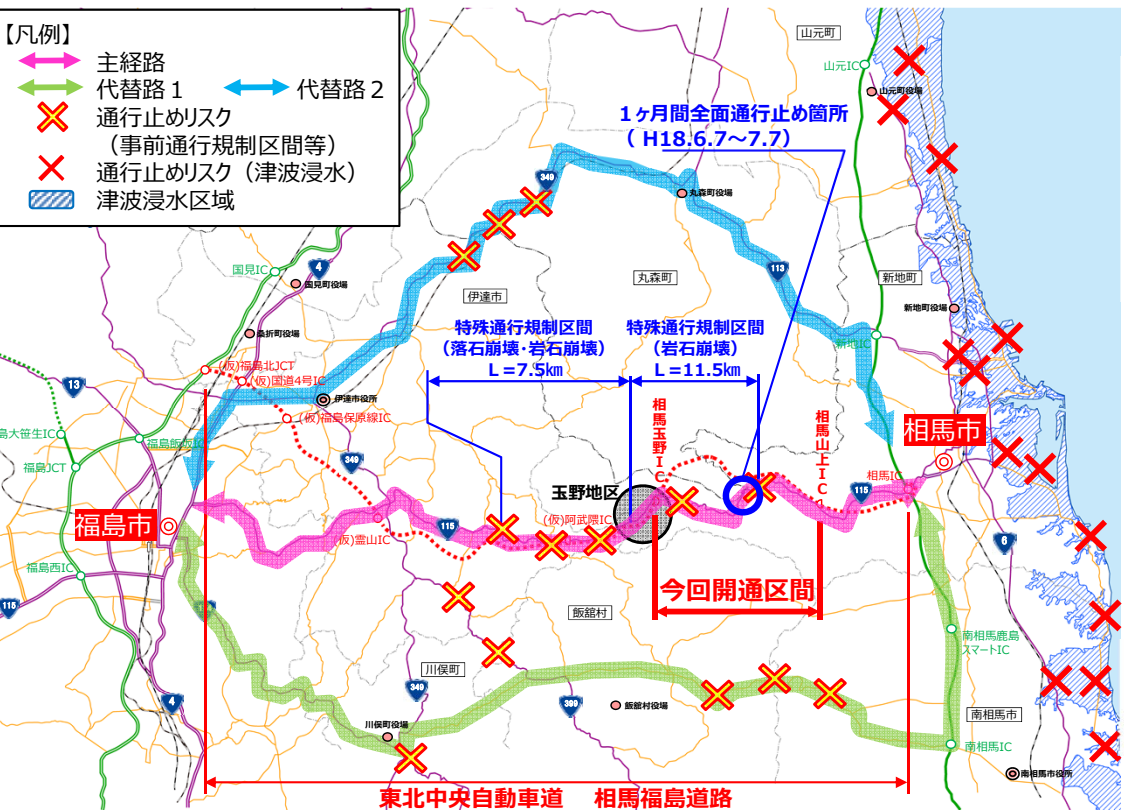 【凡例】
主経路
代替路１
代替路２
通行止めリスク
（事前通行規制区間等）
通行止めリスク（津波浸水）
津波浸水区域
山元町
山元IC
山元町役場
１ヶ月間全面通行止め箇所
（H18.6.7～7.7）
349
丸森町役場
国見IC
4
国見町役場
伊達市
丸森町
113
新地町
新地町役場
桑折町役場
特殊通行規制区間
（落石崩壊・岩石崩壊）
Ｌ＝7.5㎞
特殊通行規制区間
（岩石崩壊）
Ｌ＝11.5㎞
新地IC
(仮)福島北JCT
(仮)国道4号IC
13
伊達市役所
(仮)福島保原線IC
相馬玉野ＩＣ
相馬山上ＩＣ
相馬市
島大笹生IC
福島飯坂IC
福島JCT
349
相馬IC
115
玉野地区
福島市
115
(仮)阿武隈IC
(仮)霊山IC
6
福島西IC
今回開通区間
115
飯舘村
南相馬鹿島
スマートIC
川俣町
349
399
4
飯舘村役場
南相馬市
川俣町役場
南相馬IC
南相馬市役所
東北中央自動車道　相馬福島道路